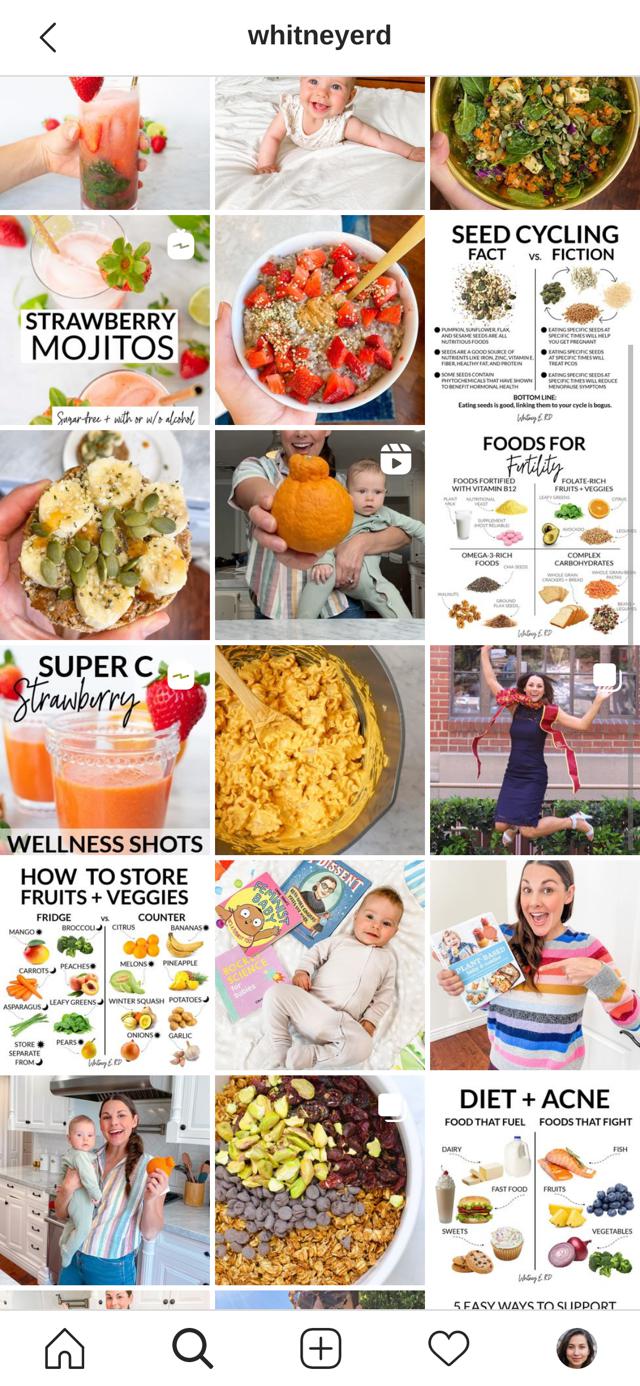 whitneyerd
SEED CYCLING
FACT VS. FICTION
PUMPKIN, SUNFLOWER, FLAX,
AND SESAME SEEDS ARE ALL
NUTRITIOUS FOODS
EATING SPECIFIC SEEDS AT
SPECIFIC TIMES WILL HELP
YOU GET PREGNANT
SEEDS ARE A GOOD SOURCE OF
NUTRIENTS LIKE IRON, ZINC, VITAMIN E,
FIBER, HEALTHY FAT, AND PROTEIN
EATING SPECIFIC SEEDS
AT SPECIFIC TIMES WILL
TREAT PCOS
SOME SEEDS CONTAIN
PHYTOCHEMICALS THAT HAVE SHOWN
TO BENEFIT HORMONAL HEALTH
EATING SPECIFIC SEEDS AT
SPECIFIC TIMES WILL REDUCE
MENOPAUSE SYMPTOMS
BOTTOM LINE:
Eating seeds is good, linking them to your cycle is bogus.
Whitney E. RD
STRAWBERRY
MOJITOS
Sugar-free + with or w/o alcohol
FOODS FOR
Fertility
FOODS FORTIFIED
WITH VITAMIN B12
FOLATE-RICH
FRUITS + VEGGIES
PLANT
MILK
NUTRITIONAL
YEAST
SUPPLEMENT
(MOST RELIABLE)
LEAFY GREENS
CITRUS
AVOCADO
LEGUMES
OMEGA-3-RICH
FOODS
COMPLEX
CARBOHYDRATES
CHIA SEEDS
WALNUTS
GROUND
FLAX SEEDS
WHOLE GRAIN
CRACKERS + BREAD
WHOLE GRAIN
PASTAS
BEANS +
LEGUMES
Whitney E. RD
SUPER C
Strawberry
WELLNESS SHOTS
HOW TO STORE
FRUITS + VEGGIES
FRIDGE VS. COUNTER
MANGO
BROCCOLI
CITRUS
BANANAS
CARROTS
PEACHES
MELONS
PINEAPPLE
ASPARAGUS
LEAFY GREENS
WINTER SQUASH
POTATOES
PEARS
ONIONS
GARLIC
STORE
SEPARATE
FROM
Whitney E. RD
DISSENT
FEMINIST
BABY
ROCKET
SCIENCE
for
Babies
PLANT-BASED
DIET + ACNE
FOOD THAT FUEL
FOODS THAT FIGHT
DAIRY
FISH
FAST FOOD
FRUITS
SWEETS
VEGETABLES
Whitney E. RD
5 EASY WAYS TO SUPPORT